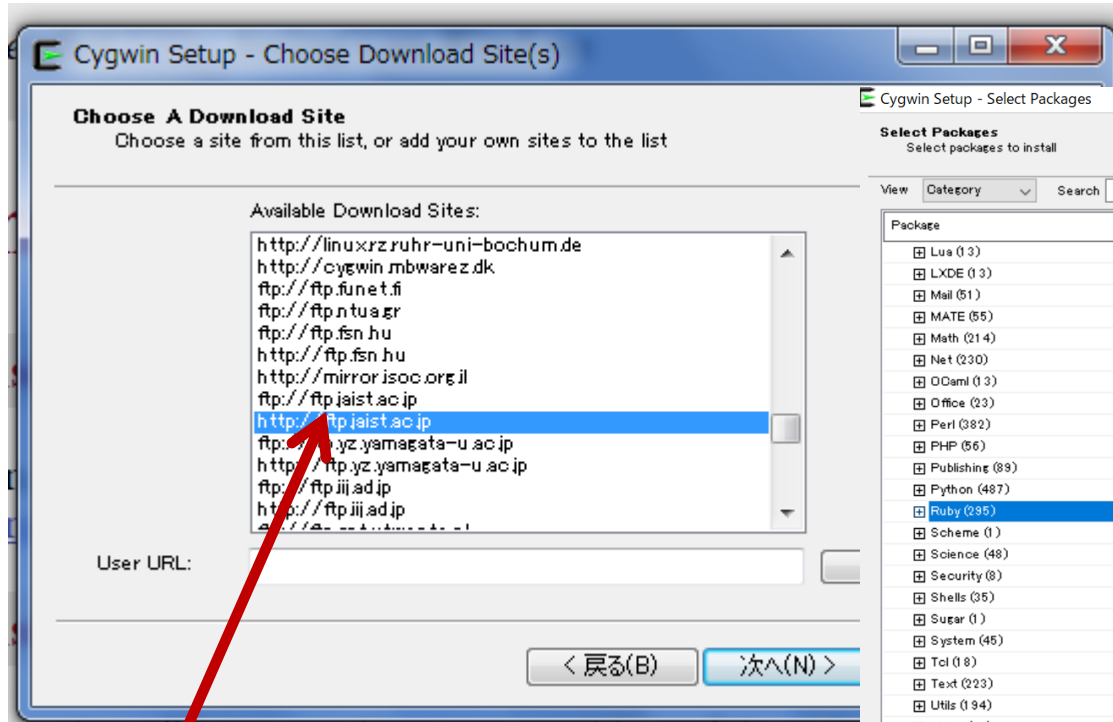 Cygwin Setup - Choose Download Site(s)
Choose A Download Site
Choose a site from this list, or add your own sites to the list
Available Download Sites:
http://linux.rz.ruhr-uni-bochum.de
http://cygwin.mbwarez.dk
ftp://ftp.funet.fi
ftp://ftp.ntua.gr
ftp://ftp.fsn.hu
http://ftp.fsn.hu
http://mirror.isoc.org.il
ftp://ftp.jaist.ac.jp
http://ftp.jaist.ac.jp
ftp://ftp.yz.yamagata-u.ac.jp
http://ftp.yz.yamagata-u.ac.jp
ftp://ftp.iij.ad.jp
http://ftp.iij.ad.jp
User URL:
< 戻る(B)
次へ(N) >
Cygwin Setup - Select Packages
Select Packages
Select packages to install
View Category Search
Package
Lua (13)
LXDE (13)
Mail (51)
MATE (55)
Math (214)
Net (230)
OCaml (13)
Office (23)
Perl (382)
PHP (56)
Publishing (89)
Python (487)
Ruby (295)
Scheme (1)
Science (48)
Security (8)
Shells (35)
Sugar (1)
System (45)
Tcl (18)
Text (223)
Utils (194)